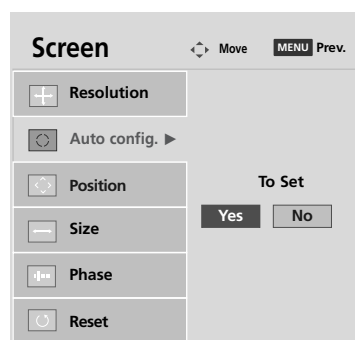 Screen
Move MENU Prev.
Resolution
Auto config. ▶
Position
Size
Phase
Reset
To Set
Yes No